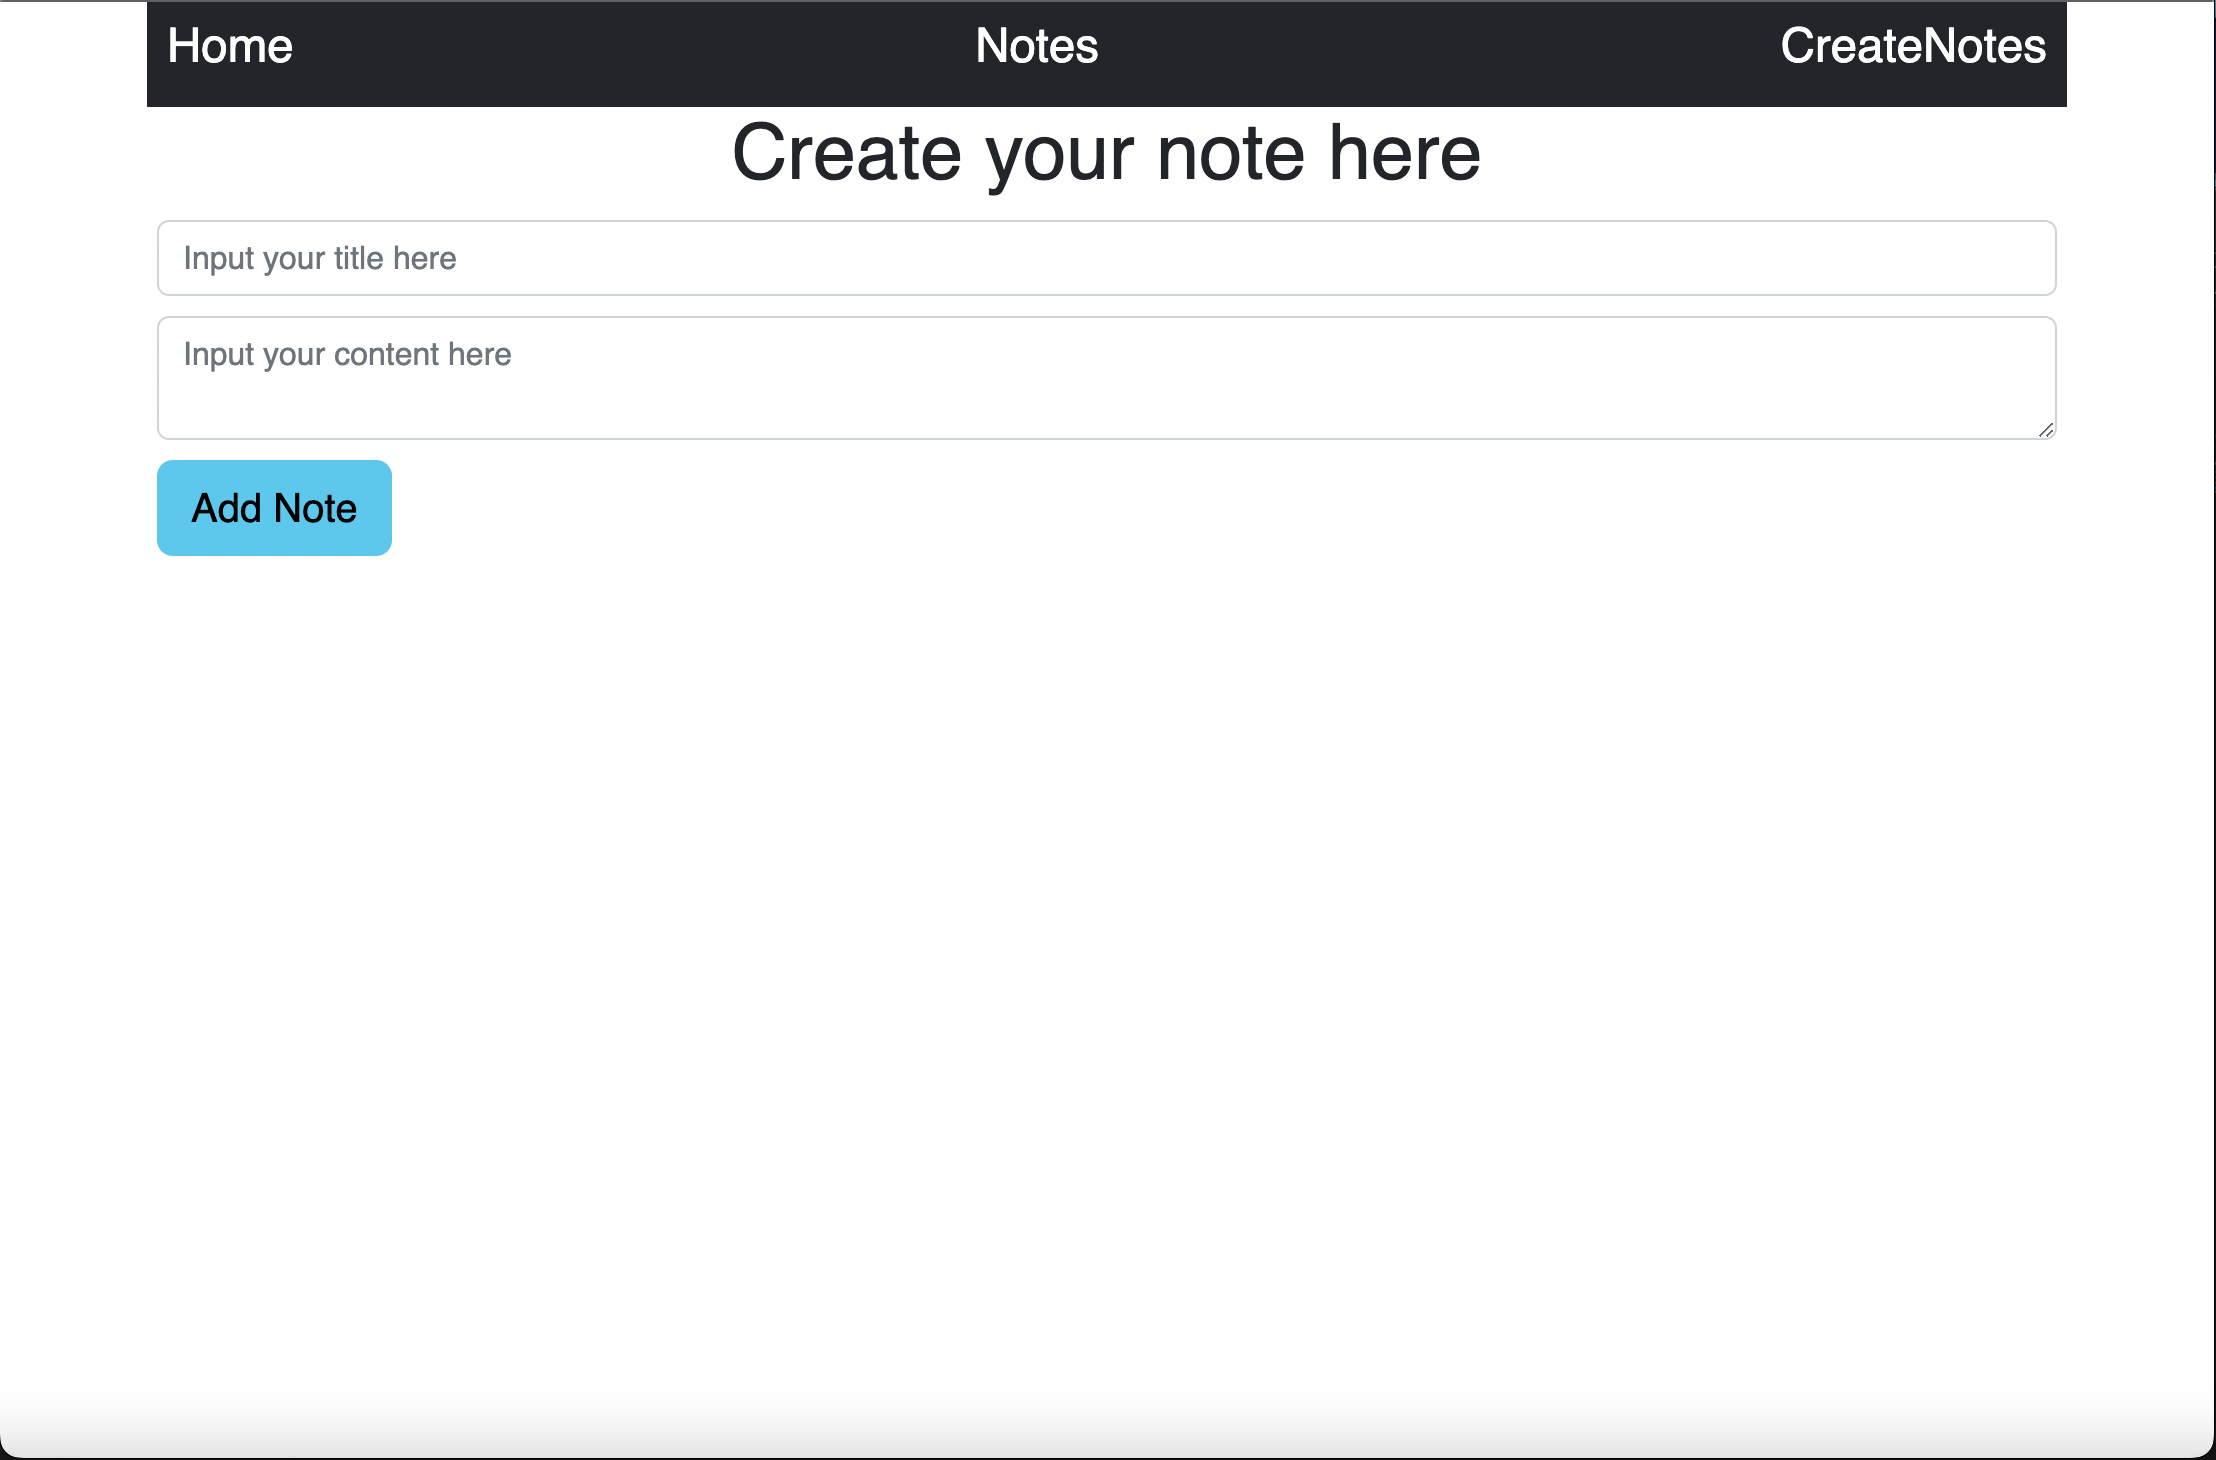 Home Notes CreateNotes
Create your note here
Input your title here
Input your content here
Add Note